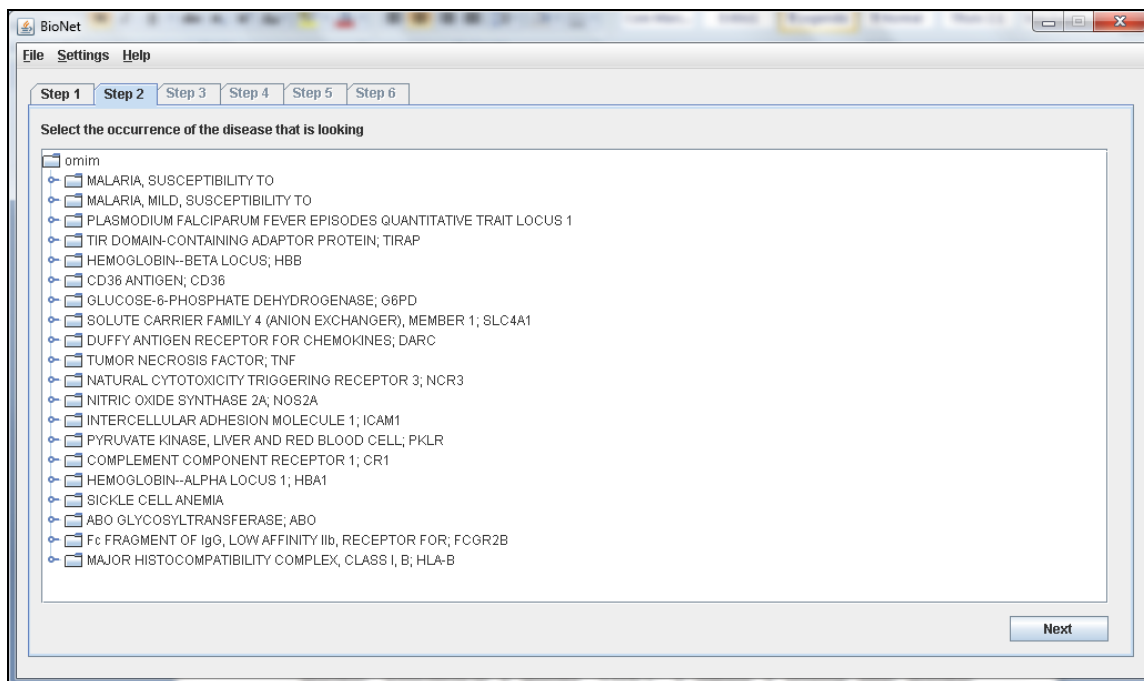 BioNet
File Settings Help
Step 1 Step 2 Step 3 Step 4 Step 5 Step 6
Select the occurrence of the disease that is looking
omim
MALARIA, SUSCEPTIBILITY TO
MALARIA, MILD, SUSCEPTIBILITY TO
PLASMODIUM FALCIPARUM FEVER EPISODES QUANTITATIVE TRAIT LOCUS 1
TIR DOMAIN-CONTAINING ADAPTOR PROTEIN; TIRAP
HEMOGLOBIN--BETA LOCUS; HBB
CD36 ANTIGEN; CD36
GLUCOSE-6-PHOSPHATE DEHYDROGENASE; G6PD
SOLUTE CARRIER FAMILY 4 (ANION EXCHANGER), MEMBER 1; SLC4A1
DUFFY ANTIGEN RECEPTOR FOR CHEMOKINES; DARC
TUMOR NECROSIS FACTOR; TNF
NATURAL CYTOTOXICITY TRIGGERING RECEPTOR 3; NCR3
NITRIC OXIDE SYNTHASE 2A; NOS2A
INTERCELLULAR ADHESION MOLECULE 1; ICAM1
PYRUVATE KINASE, LIVER AND RED BLOOD CELL; PKLR
COMPLEMENT COMPONENT RECEPTOR 1; CR1
HEMOGLOBIN--ALPHA LOCUS 1; HBA1
SICKLE CELL ANEMIA
ABO GLYCOSYLTRANSFERASE; ABO
Fc FRAGMENT OF IgG, LOW AFFINITY IIb, RECEPTOR FOR; FCGR2B
MAJOR HISTOCOMPATIBILITY COMPLEX, CLASS I, B; HLA-B
Next